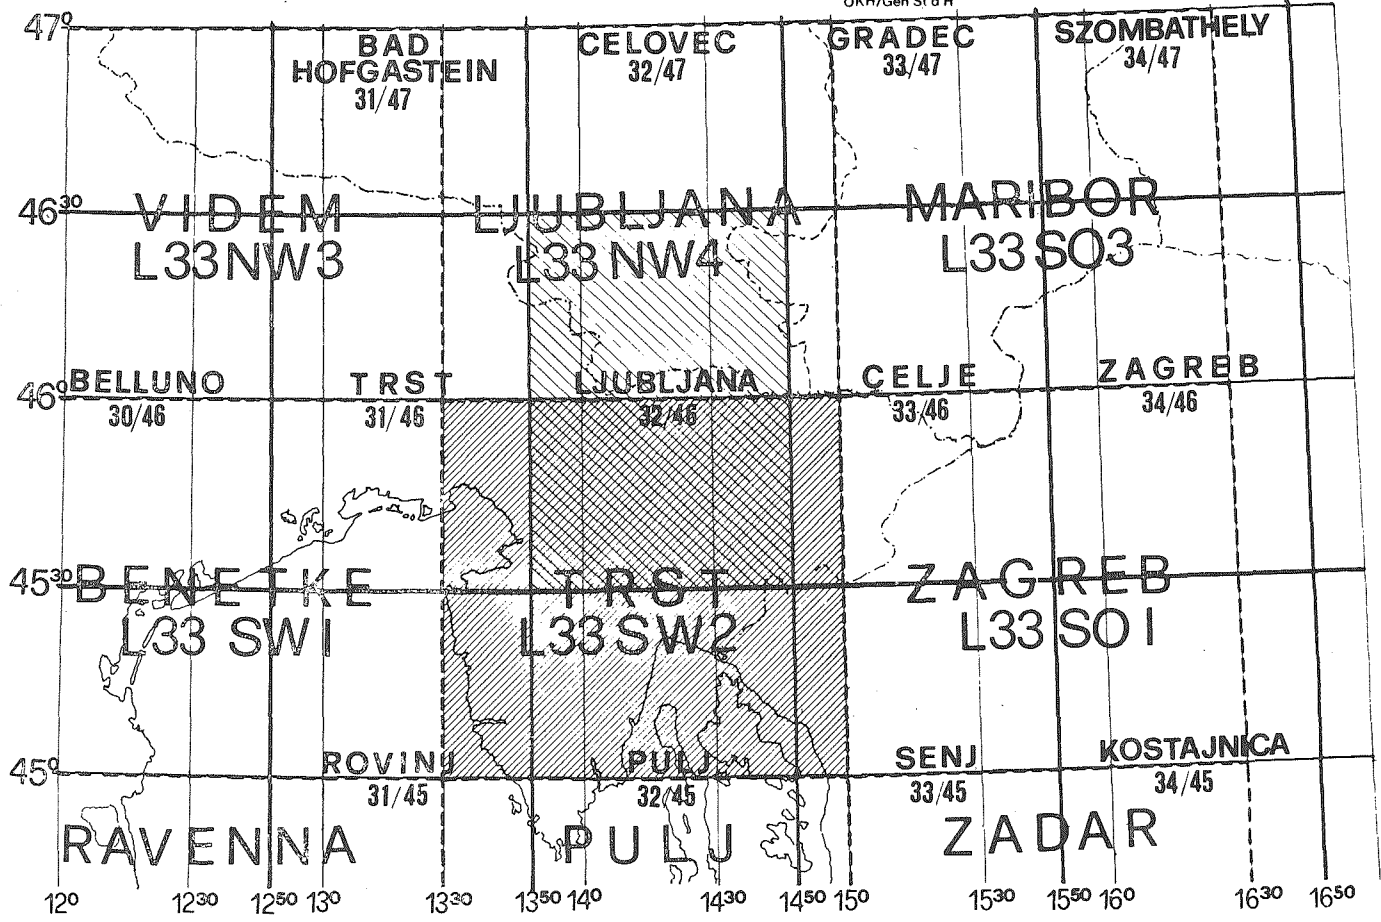 OKH/Gen St d H
47°
BAD
HOFGASTEIN
31/47
CELOVEC
32/47
GRADEC
33/47
SZOMBATHELY
34/47
46³⁰
VIDEM
L33NW3
LJUBLJANA
L33 NW4
MARIBOR
L33 SO3
46°
BELLUNO
30/46
TRST
31/46
LJUBLJANA
32/46
CELJE
33/46
ZAGREB
34/46
45³⁰
BENETKE
L33 SW1
TRST
L33 SW2
ZAGREB
L33 SO1
45°
ROVINJ
31/45
PULJ
32/45
SENJ
33/45
KOSTAJNICA
34/45
RAVENNA
PULJ
ZADAR
12° 12³⁰ 12⁵⁰ 13° 13³⁰ 13⁵⁰ 14° 14³⁰ 14⁵⁰ 15° 15³⁰ 15⁵⁰ 16° 16³⁰ 16⁵⁰